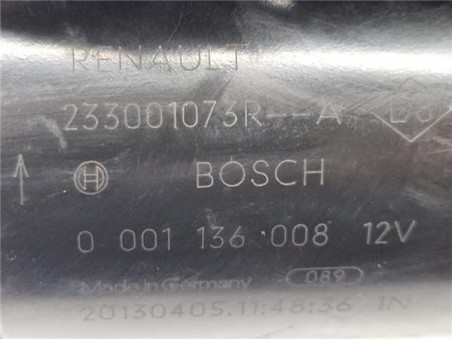 RENAULT
233001073R--A
BOSCH
0 001 136 008 12V
Made in Germany 089
20130405.11:48:36 IN